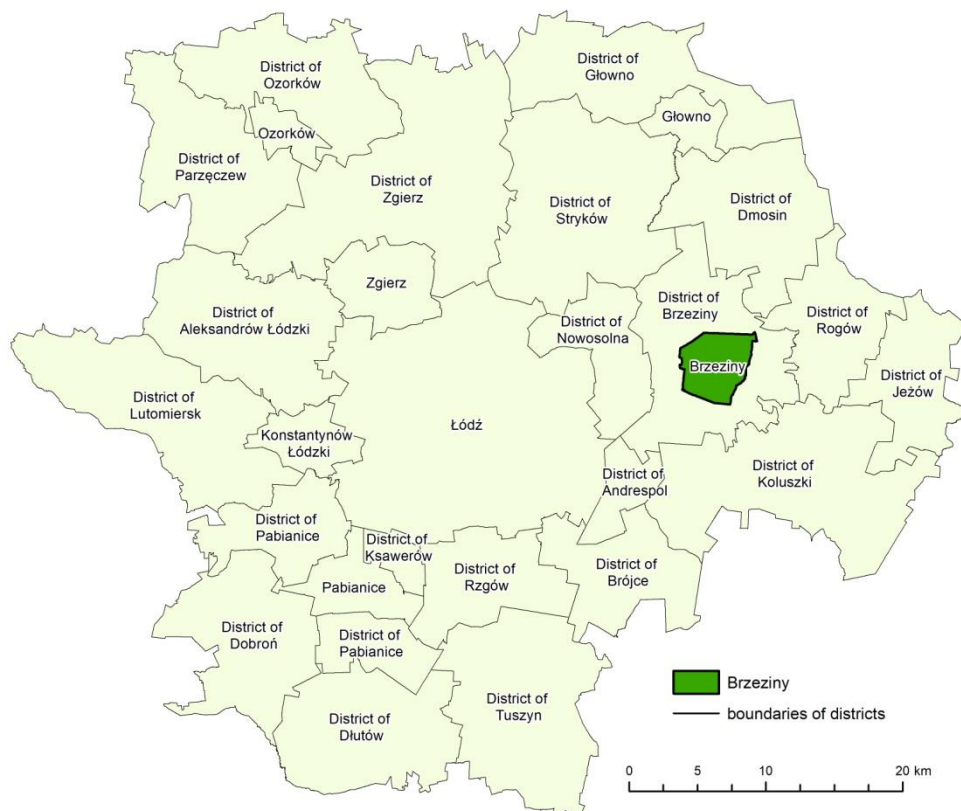 District of
Ozorków
District of
Głowno
Ozorków
Głowno
District of
Parzęczew
District of
Zgierz
District of
Stryków
District of
Dmosin
Zgierz
District of
Brzeziny
District of
Aleksandrów Łódzki
District of
Nowosolna
District of
Rogów
Brzeziny
District of
Jeżów
District of
Lutomiersk
Łódź
Konstantynów
Łódzki
District of
Andrespol
District of
Koluszki
District of
Pabianice
District of
Ksawerów
District of
Rzgów
District of
Brójce
Pabianice
District of
Dobroń
District of
Pabianice
District of
Tuszyn
District of
Dłutów
Brzeziny
boundaries of districts
0 5 10 20 km